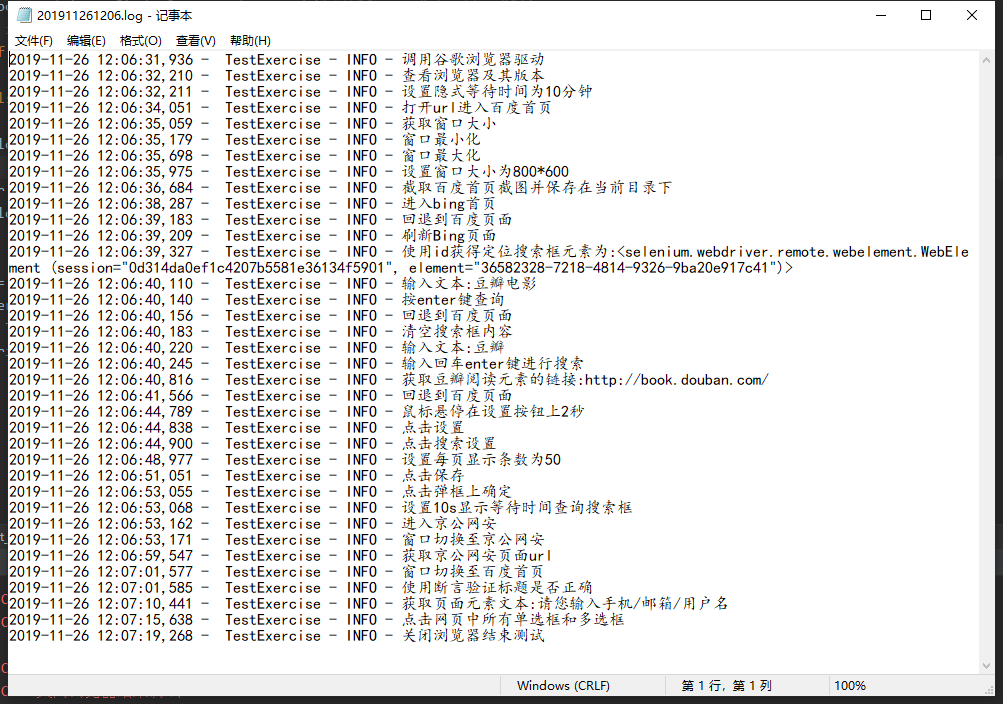 201911261206.log - 记事本
文件(F) 编辑(E) 格式(O) 查看(V) 帮助(H)
2019-11-26 12:06:31,936 - TestExercise - INFO - 调用谷歌浏览器驱动
2019-11-26 12:06:32,210 - TestExercise - INFO - 查看浏览器及其版本
2019-11-26 12:06:32,211 - TestExercise - INFO - 设置隐式等待时间为10分钟
2019-11-26 12:06:34,051 - TestExercise - INFO - 打开url进入百度首页
2019-11-26 12:06:35,059 - TestExercise - INFO - 获取窗口大小
2019-11-26 12:06:35,179 - TestExercise - INFO - 窗口最小化
2019-11-26 12:06:35,698 - TestExercise - INFO - 窗口最大化
2019-11-26 12:06:35,975 - TestExercise - INFO - 设置窗口大小为800*600
2019-11-26 12:06:36,684 - TestExercise - INFO - 截取百度首页截图并保存在当前目录下
2019-11-26 12:06:38,287 - TestExercise - INFO - 进入bing首页
2019-11-26 12:06:39,183 - TestExercise - INFO - 回退到百度页面
2019-11-26 12:06:39,209 - TestExercise - INFO - 刷新Bing页面
2019-11-26 12:06:39,327 - TestExercise - INFO - 使用id获得定位搜索框元素为:<selenium.webdriver.remote.webelement.WebEle
ment (session="0d314da0ef1c4207b5581e36134f5901", element="36582328-7218-4814-9326-9ba20e917c41")>
2019-11-26 12:06:40,110 - TestExercise - INFO - 输入文本:豆瓣电影
2019-11-26 12:06:40,140 - TestExercise - INFO - 按enter键查询
2019-11-26 12:06:40,156 - TestExercise - INFO - 回退到百度页面
2019-11-26 12:06:40,183 - TestExercise - INFO - 清空搜索框内容
2019-11-26 12:06:40,220 - TestExercise - INFO - 输入文本:豆瓣
2019-11-26 12:06:40,245 - TestExercise - INFO - 输入回车enter键进行搜索
2019-11-26 12:06:40,816 - TestExercise - INFO - 获取豆瓣阅读元素的链接:http://book.douban.com/
2019-11-26 12:06:41,566 - TestExercise - INFO - 回退到百度页面
2019-11-26 12:06:44,789 - TestExercise - INFO - 鼠标悬停在设置按钮上2秒
2019-11-26 12:06:44,838 - TestExercise - INFO - 点击设置
2019-11-26 12:06:44,900 - TestExercise - INFO - 点击搜索设置
2019-11-26 12:06:48,977 - TestExercise - INFO - 设置每页显示条数为50
2019-11-26 12:06:51,051 - TestExercise - INFO - 点击保存
2019-11-26 12:06:53,055 - TestExercise - INFO - 点击弹框上确定
2019-11-26 12:06:53,068 - TestExercise - INFO - 设置10s显示等待时间查询搜索框
2019-11-26 12:06:53,162 - TestExercise - INFO - 进入京公网安
2019-11-26 12:06:53,171 - TestExercise - INFO - 窗口切换至京公网安
2019-11-26 12:06:59,547 - TestExercise - INFO - 获取京公网安页面url
2019-11-26 12:07:01,577 - TestExercise - INFO - 窗口切换至百度首页
2019-11-26 12:07:01,585 - TestExercise - INFO - 使用断言验证标题是否正确
2019-11-26 12:07:10,441 - TestExercise - INFO - 获取页面元素文本:请您输入手机/邮箱/用户名
2019-11-26 12:07:15,638 - TestExercise - INFO - 点击网页中所有单选框和多选框
2019-11-26 12:07:19,268 - TestExercise - INFO - 关闭浏览器结束测试
Windows (CRLF) 第 1 行，第 1 列 100%